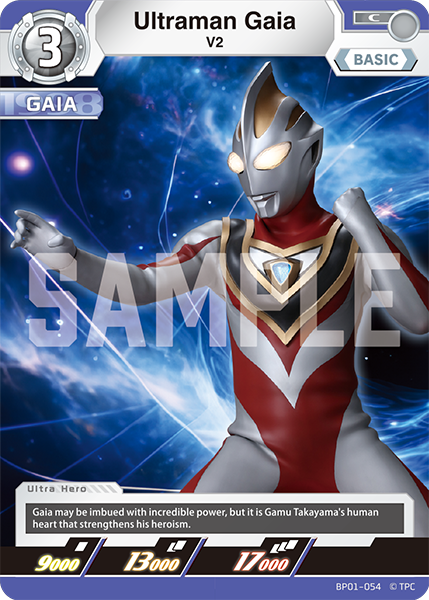 3
Ultraman Gaia
V2
C
BASIC
1998
GAIA
SAMPLE
Ultra Hero
Gaia may be imbued with incredible power, but it is Gamu Takayama's human
heart that strengthens his heroism.
9000
13000
17000
BP01-054 © TPC